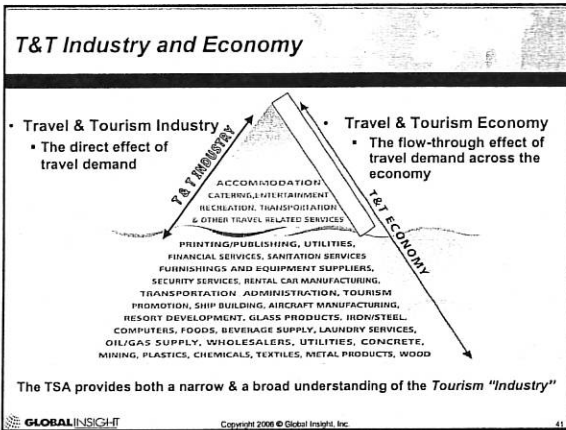 T&T Industry and Economy
• Travel & Tourism Industry
▪ The direct effect of
travel demand
T & T INDUSTRY
• Travel & Tourism Economy
▪ The flow-through effect of
travel demand across the
economy
T&T ECONOMY
ACCOMMODATION
CATERING, ENTERTAINMENT
RECREATION, TRANSPORTATION
& OTHER TRAVEL RELATED SERVICES
PRINTING/PUBLISHING, UTILITIES,
FINANCIAL SERVICES, SANITATION SERVICES
FURNISHINGS AND EQUIPMENT SUPPLIERS,
SECURITY SERVICES, RENTAL CAR MANUFACTURING,
TRANSPORTATION ADMINISTRATION, TOURISM
PROMOTION, SHIP BUILDING, AIRCRAFT MANUFACTURING,
RESORT DEVELOPMENT, GLASS PRODUCTS, IRON/STEEL,
COMPUTERS, FOODS, BEVERAGE SUPPLY, LAUNDRY SERVICES,
OIL/GAS SUPPLY, WHOLESALERS, UTILITIES, CONCRETE,
MINING, PLASTICS, CHEMICALS, TEXTILES, METAL PRODUCTS, WOOD
The TSA provides both a narrow & a broad understanding of the Tourism "Industry"
GLOBAL INSIGHT
Copyright 2006 © Global Insight, Inc.
41